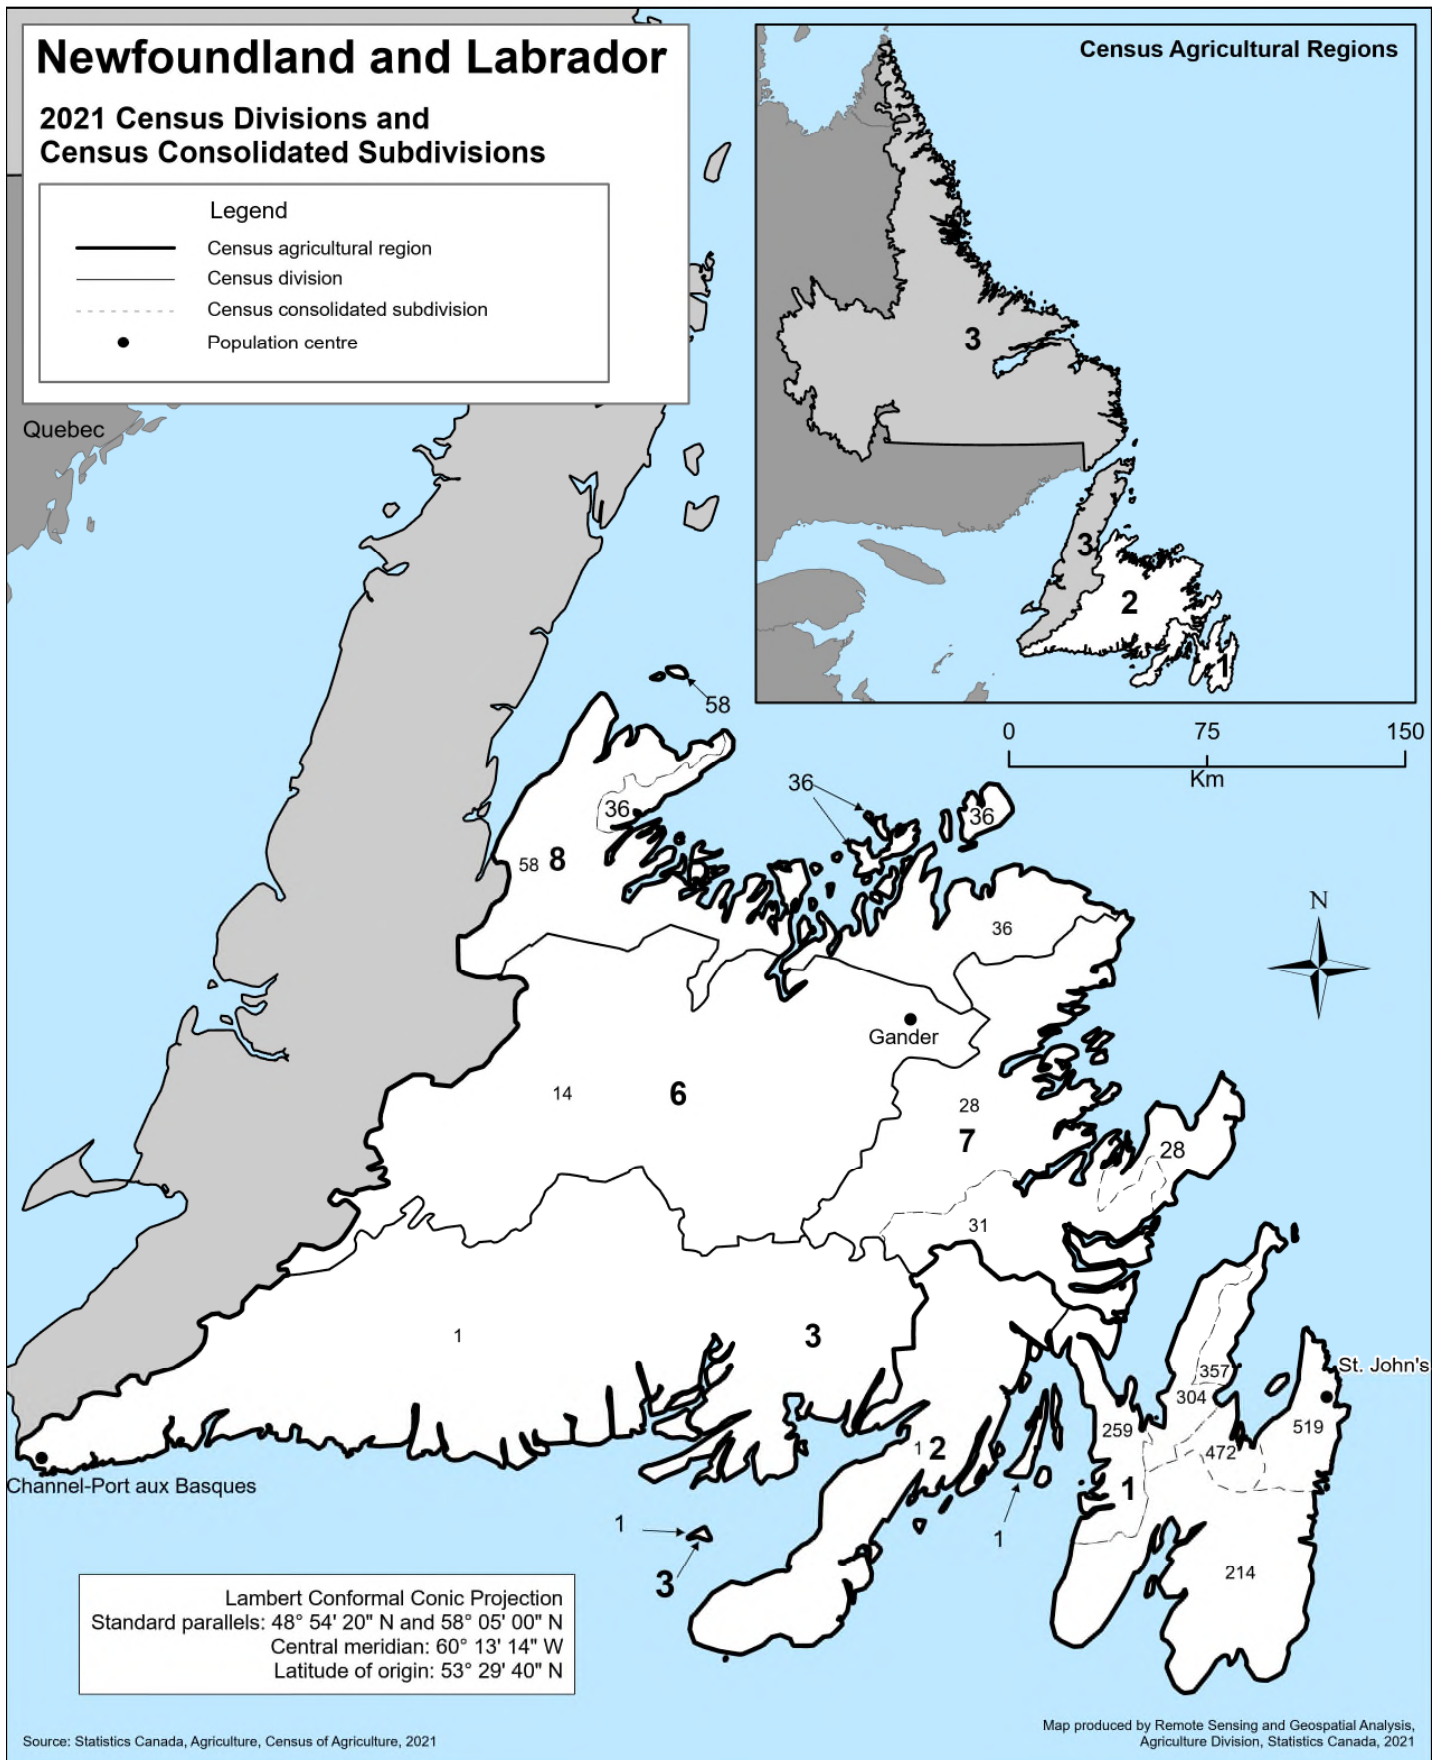 Newfoundland and Labrador
2021 Census Divisions and
Census Consolidated Subdivisions
Legend
Census agricultural region
Census division
Census consolidated subdivision
Population centre
Quebec
Census Agricultural Regions
3
3
2
1
0 75 150
Km
58
36
36
36
58 8
36
N
Gander
14 6
28
7
28
31
1 3
357
St. John's
304
259
519
1 2
472
1
Channel-Port aux Basques
1
1
3
214
Lambert Conformal Conic Projection
Standard parallels: 48° 54' 20" N and 58° 05' 00" N
Central meridian: 60° 13' 14" W
Latitude of origin: 53° 29' 40" N
Source: Statistics Canada, Agriculture, Census of Agriculture, 2021
Map produced by Remote Sensing and Geospatial Analysis,
Agriculture Division, Statistics Canada, 2021